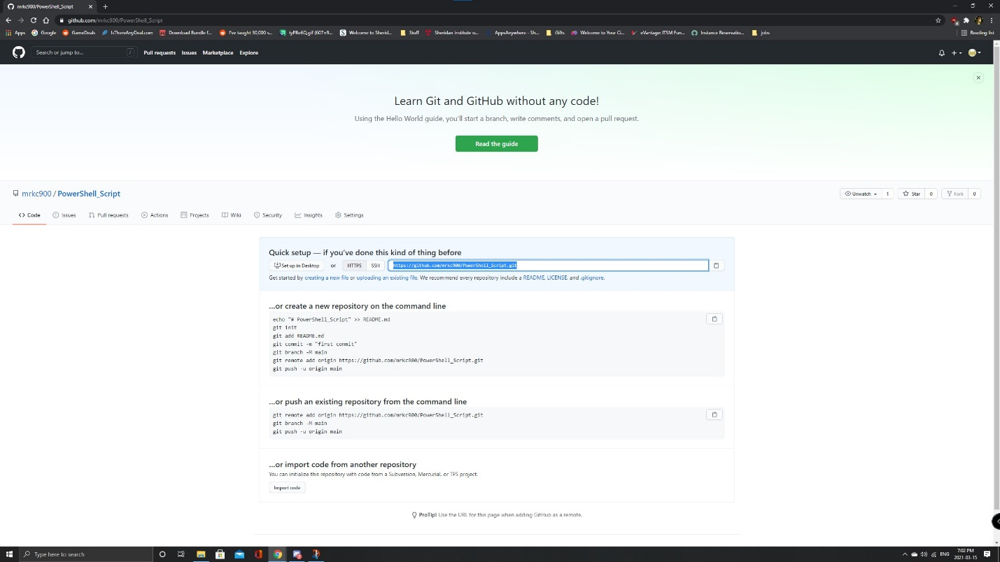 mrkc900/PowerShell_Script
github.com/mrkc900/PowerShell_Script
Apps Google GameDeals IsThereAnyDeal.com Download Bundle f... I've taught 30,000 s... tyPBe6Q.gif (607×9... Welcome to Sherid... Stuff Sheridan Institute o... AppsAnywhere - Sh... Gifts Welcome to Your Ci... eVantage: ITSM Fun... Instance Reservatio... jobs Reading list
Search or jump to... / Pull requests Issues Marketplace Explore
Learn Git and GitHub without any code!
Using the Hello World guide, you'll start a branch, write comments, and open a pull request.
Read the guide
mrkc900 / PowerShell_Script Unwatch 1 Star 0 Fork 0
<> Code Issues Pull requests Actions Projects Wiki Security Insights Settings
Quick setup — if you've done this kind of thing before
Set up in Desktop or HTTPS SSH https://github.com/mrkc900/PowerShell_Script.git
Get started by creating a new file or uploading an existing file. We recommend every repository include a README, LICENSE, and .gitignore.
...or create a new repository on the command line
echo "# PowerShell_Script" >> README.md
git init
git add README.md
git commit -m "first commit"
git branch -M main
git remote add origin https://github.com/mrkc900/PowerShell_Script.git
git push -u origin main
...or push an existing repository from the command line
git remote add origin https://github.com/mrkc900/PowerShell_Script.git
git branch -M main
git push -u origin main
...or import code from another repository
You can initialize this repository with code from a Subversion, Mercurial, or TFS project.
Import code
ProTip! Use the URL for this page when adding GitHub as a remote.
Type here to search ENG 7:02 PM
2021-03-15